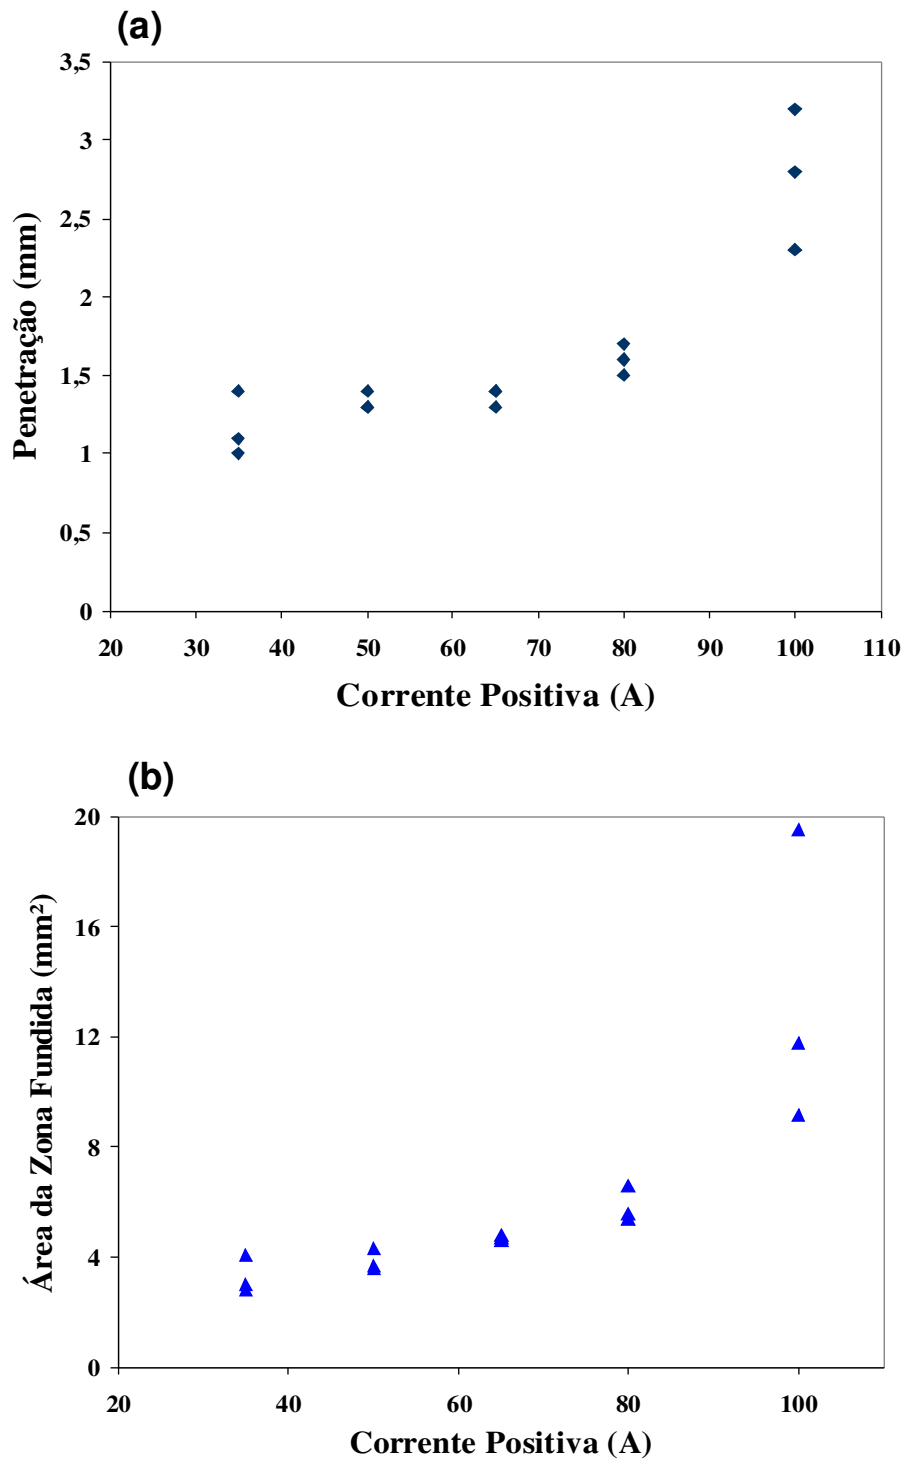 (a)
3,5
3
2,5
2
1,5
1
0,5
0
20 30 40 50 60 70 80 90 100 110
Penetração (mm)
Corrente Positiva (A)
(b)
20
16
12
8
4
0
20 40 60 80 100
Área da Zona Fundida (mm²)
Corrente Positiva (A)